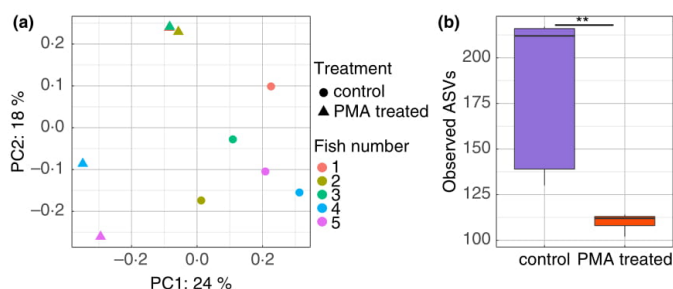 (a)
PC2: 18 %
0.2
0.1
0.0
−0.1
−0.2
−0.2
0.0
0.2
PC1: 24 %
Treatment
control
PMA treated
Fish number
1
2
3
4
5
(b)
Observed ASVs
200
175
150
125
100
**
control PMA treated